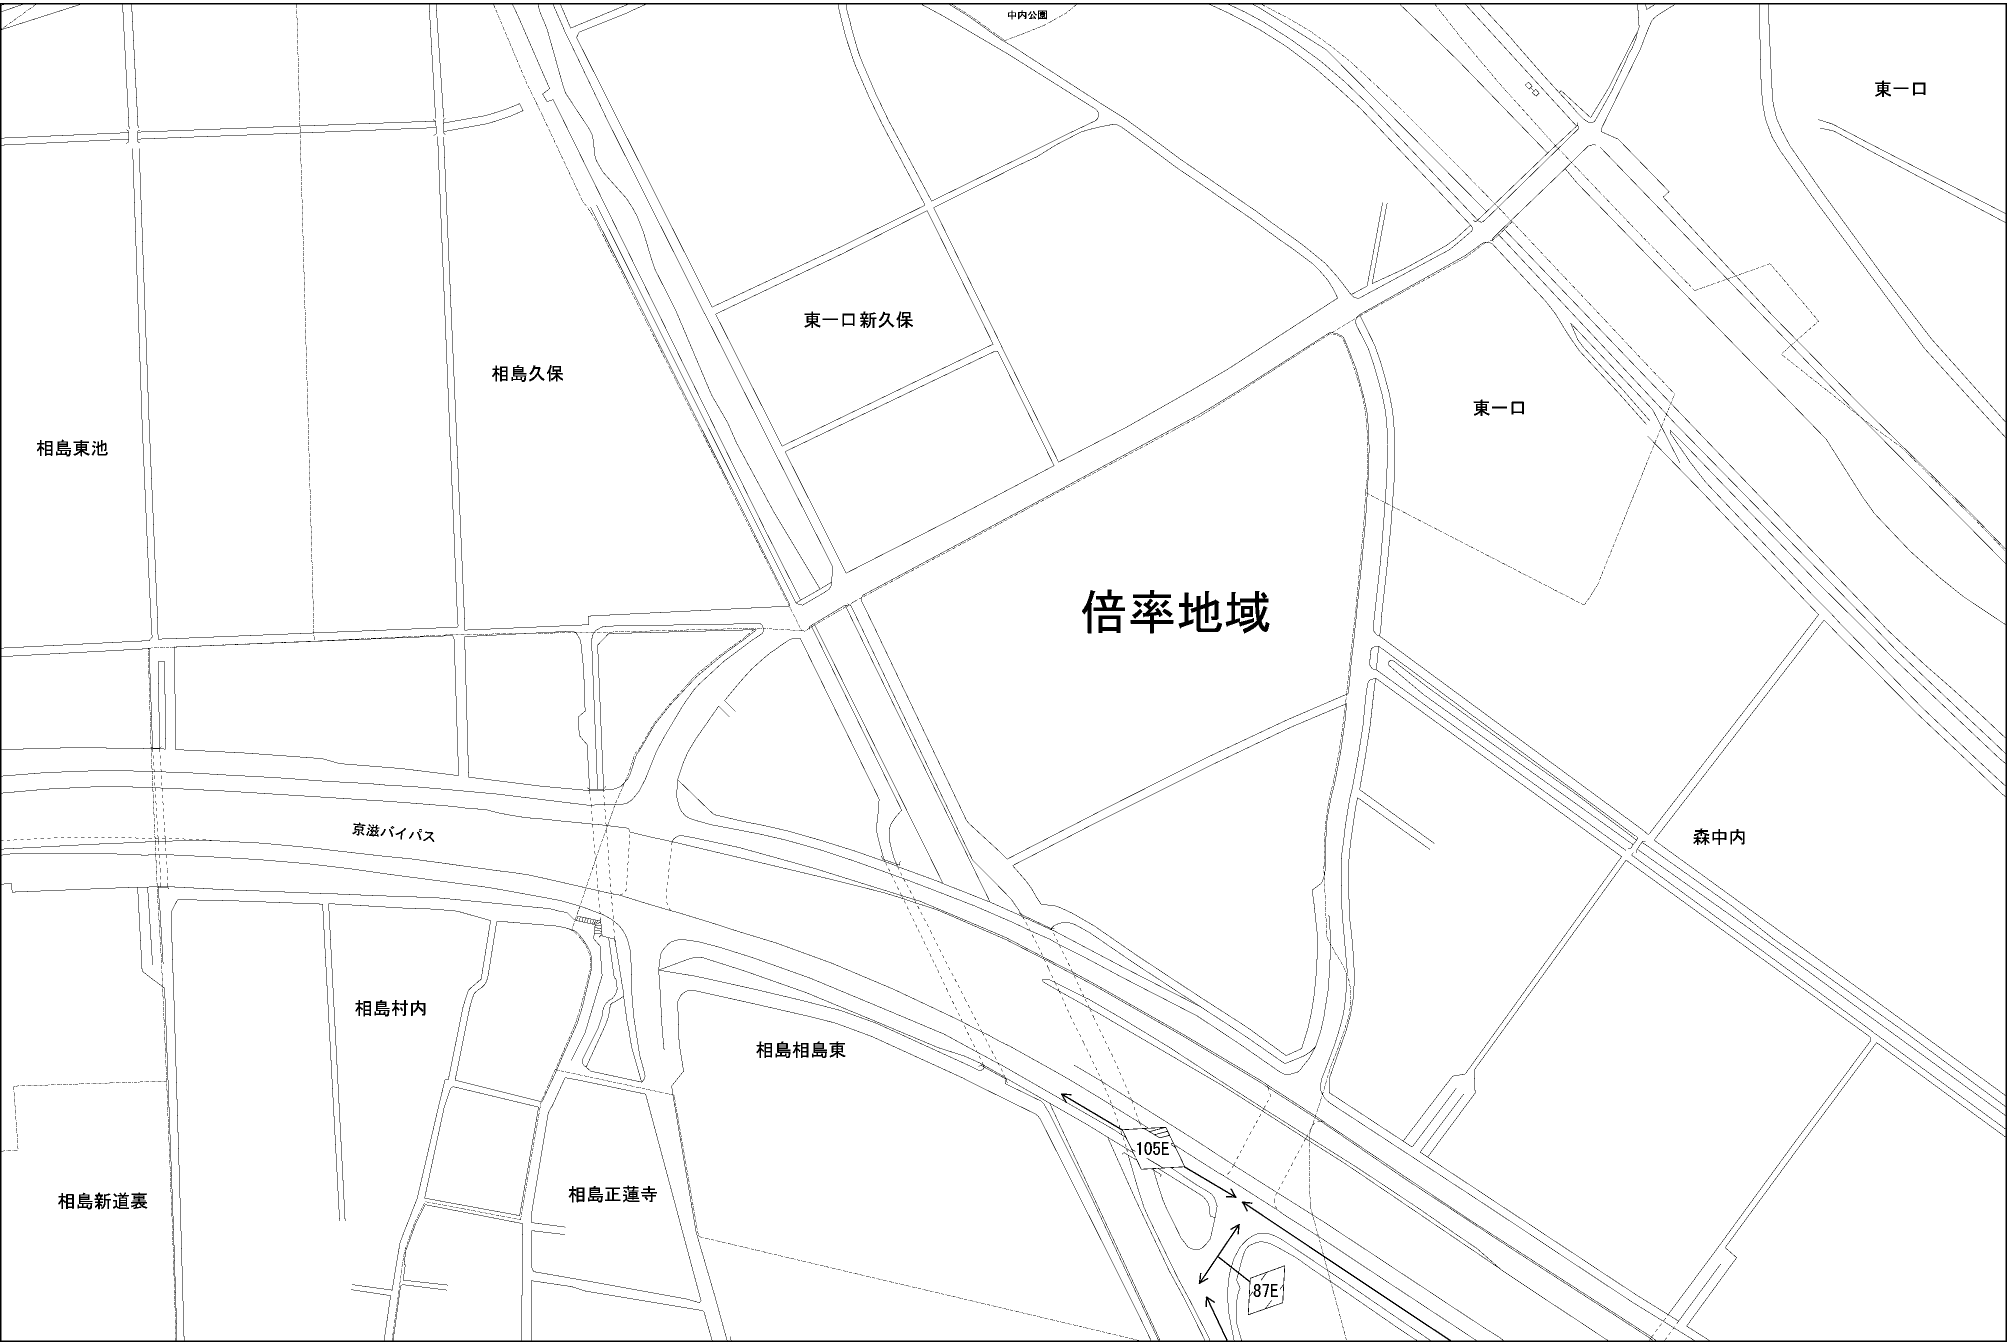 中内公園
東一口
東一口新久保
相島久保
東一口
相島東池
倍率地域
京滋バイパス
森中内
相島村内
相島相島東
105E
相島新道裏
相島正蓮寺
87E